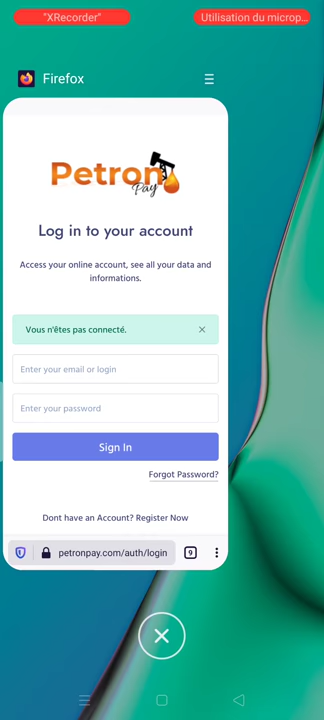 "XRecorder"
Utilisation du microp...
Firefox
Petron
Pay
Log in to your account
Access your online account, see all your data and
informations.
Vous n'êtes pas connecté.
Enter your email or login
Enter your password
Sign In
Forgot Password?
Dont have an Account? Register Now
petronpay.com/auth/login
9